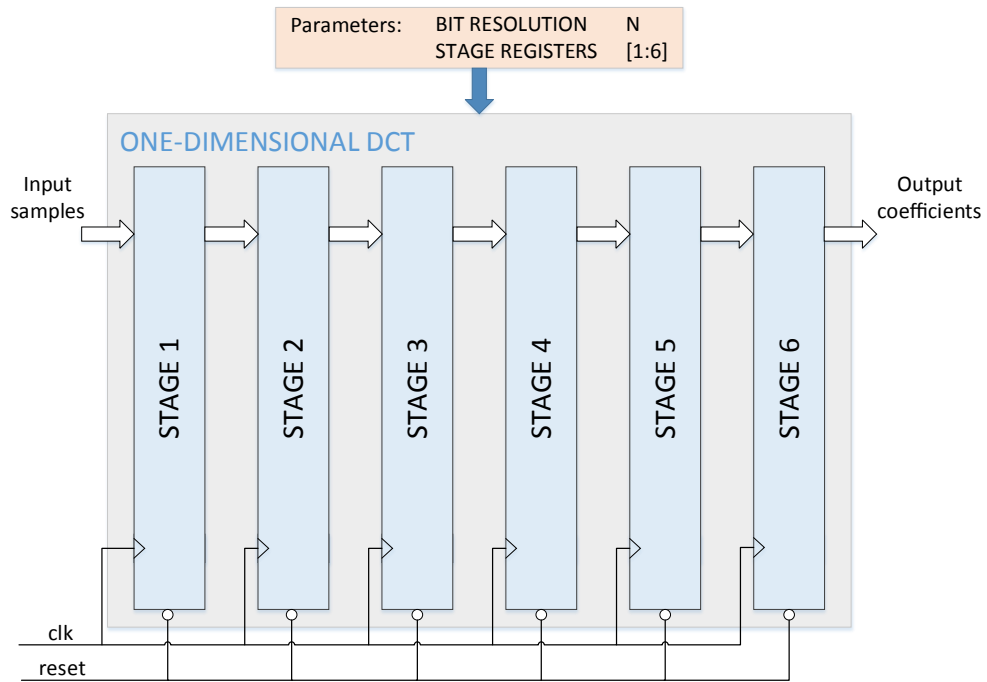 Parameters: BIT RESOLUTION N
STAGE REGISTERS [1:6]
ONE-DIMENSIONAL DCT
Input
samples
Output
coefficients
STAGE 1
STAGE 2
STAGE 3
STAGE 4
STAGE 5
STAGE 6
clk
reset